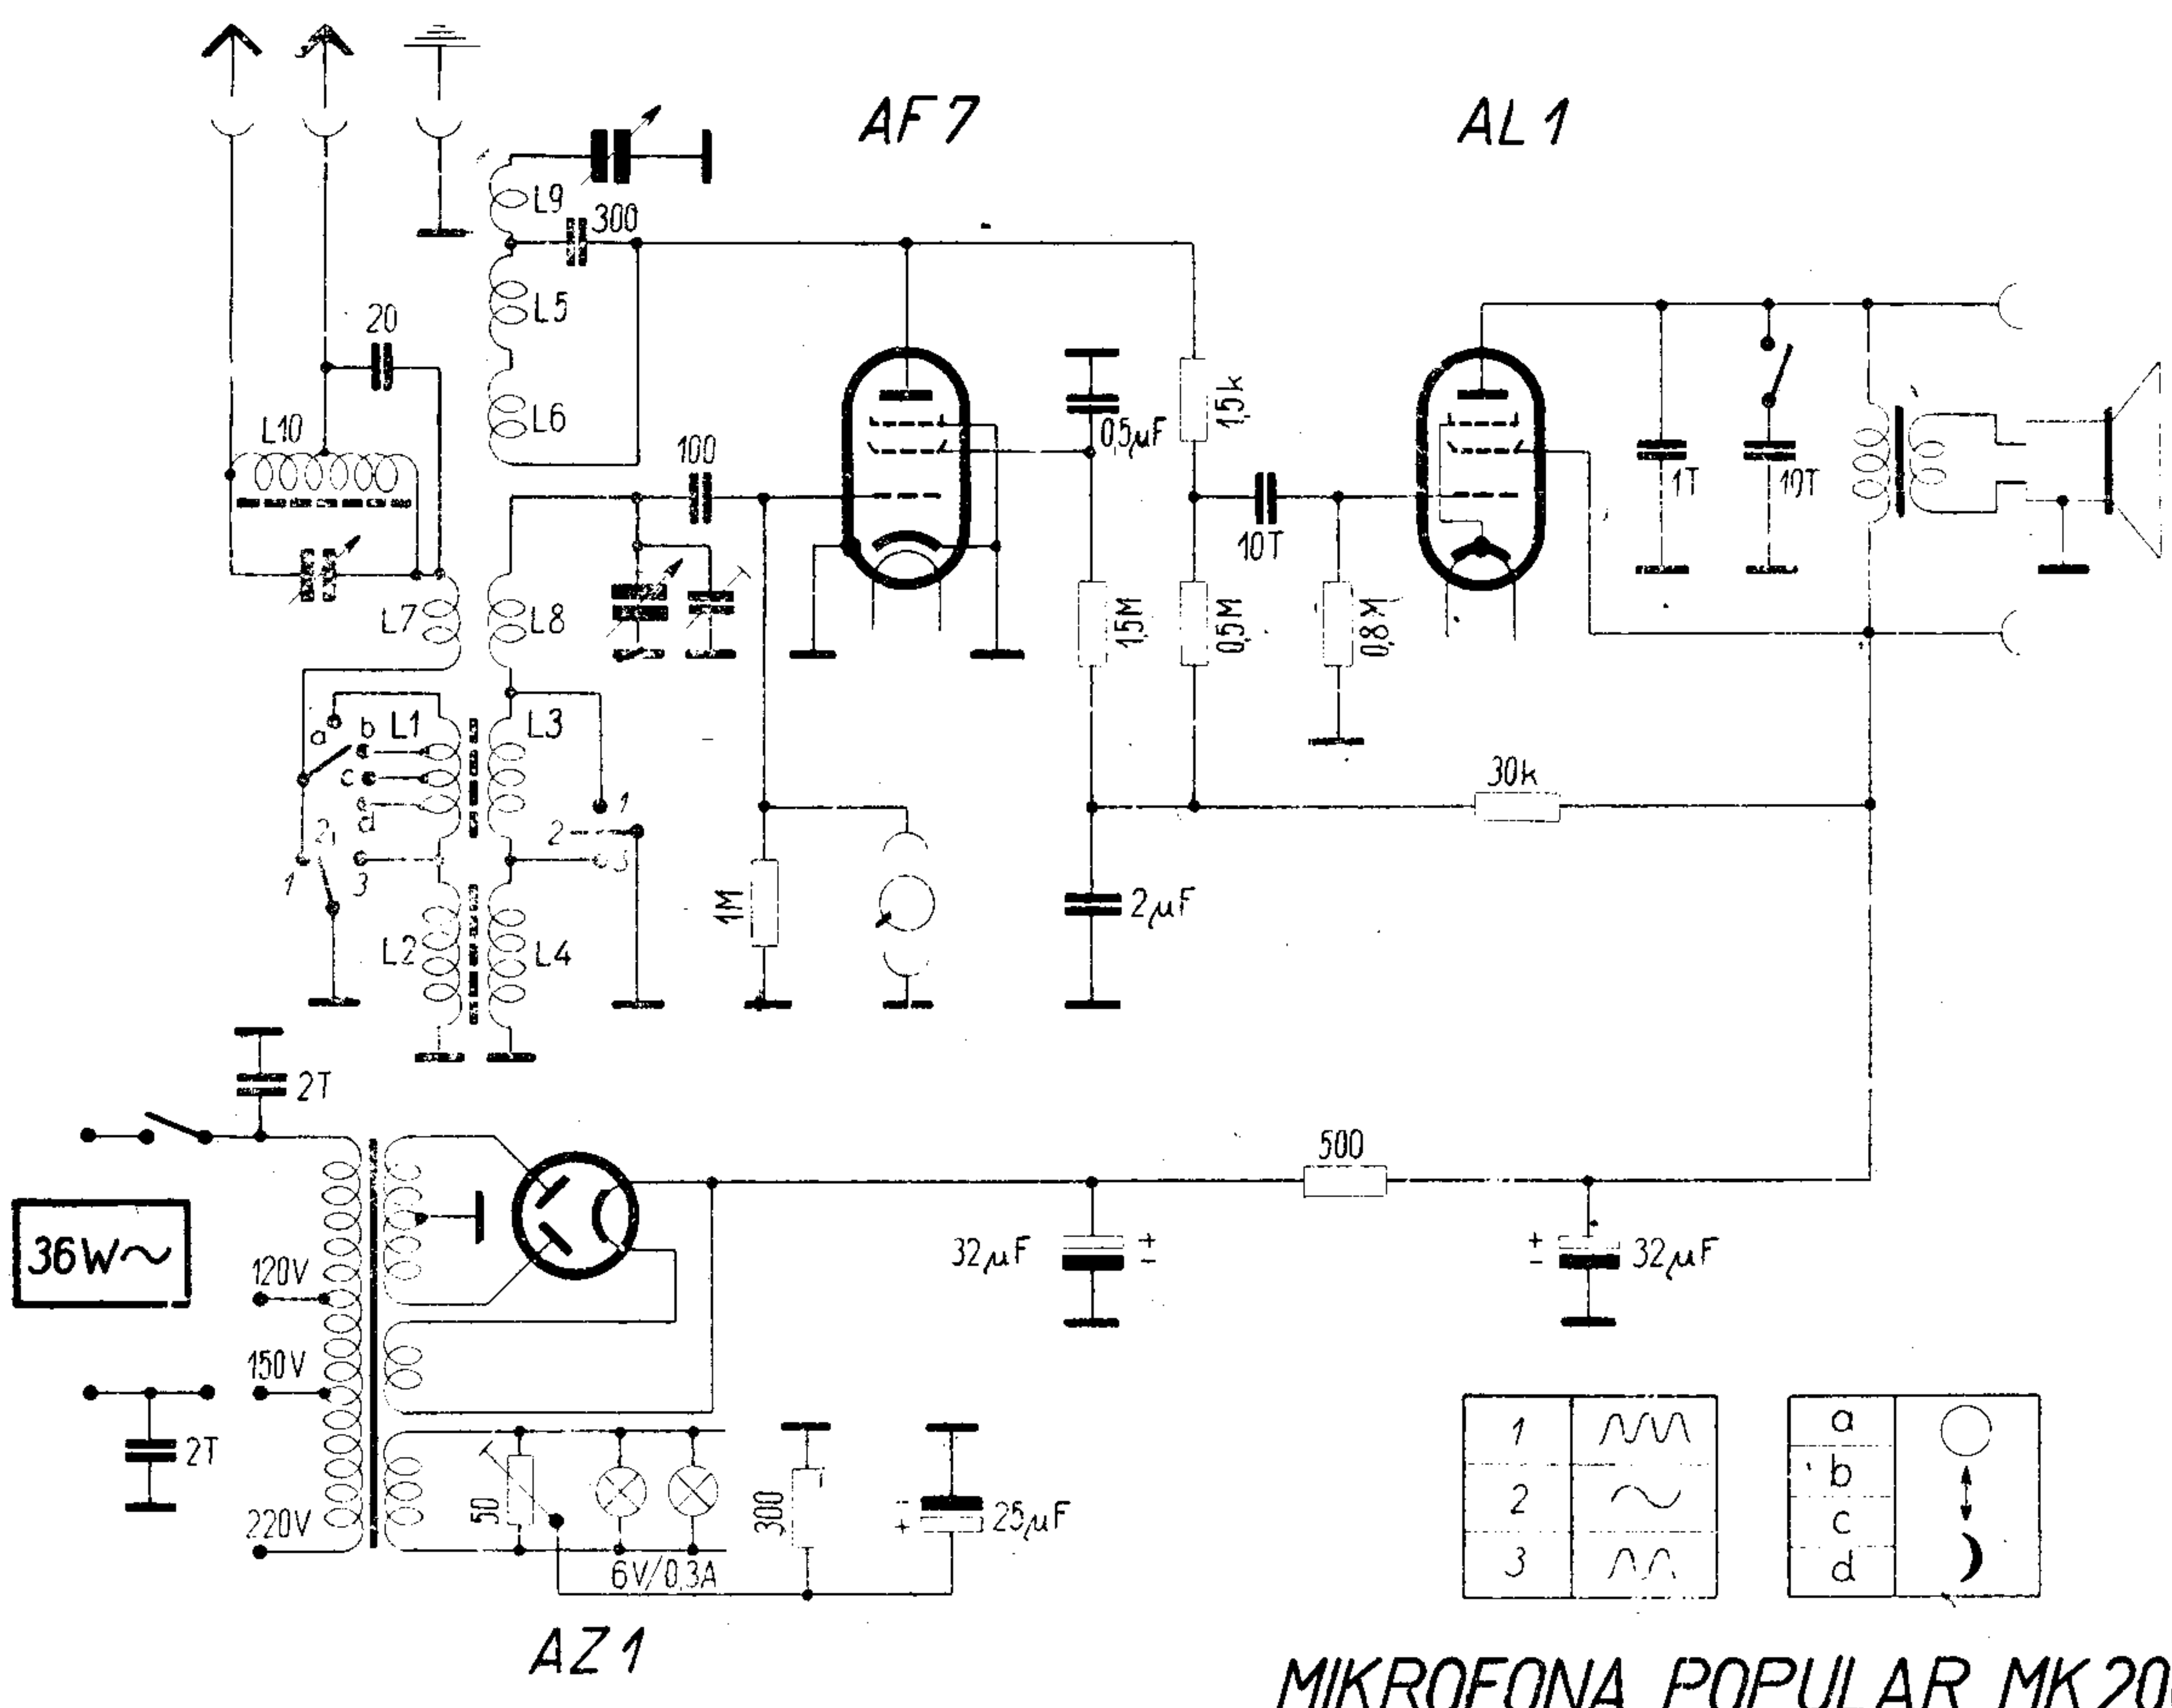 AF7
AL1
L9
300
L5
20
L6
L10
100
0,5µF
1,5k
1T
10T
10T
L7
L8
1,5M
0,5M
0,8M
a
b
L1
L3
c
d
1
2
3
2
1
3
30k
1M
L2
L4
2µF
2T
500
36W~
120V
32µF
+
-
+
-
32µF
150V
2T
220V
50
6V/0,3A
300
-
+
25µF
1
2
3
a
b
c
d
AZ1
MIKROFONA POPULAR MK20